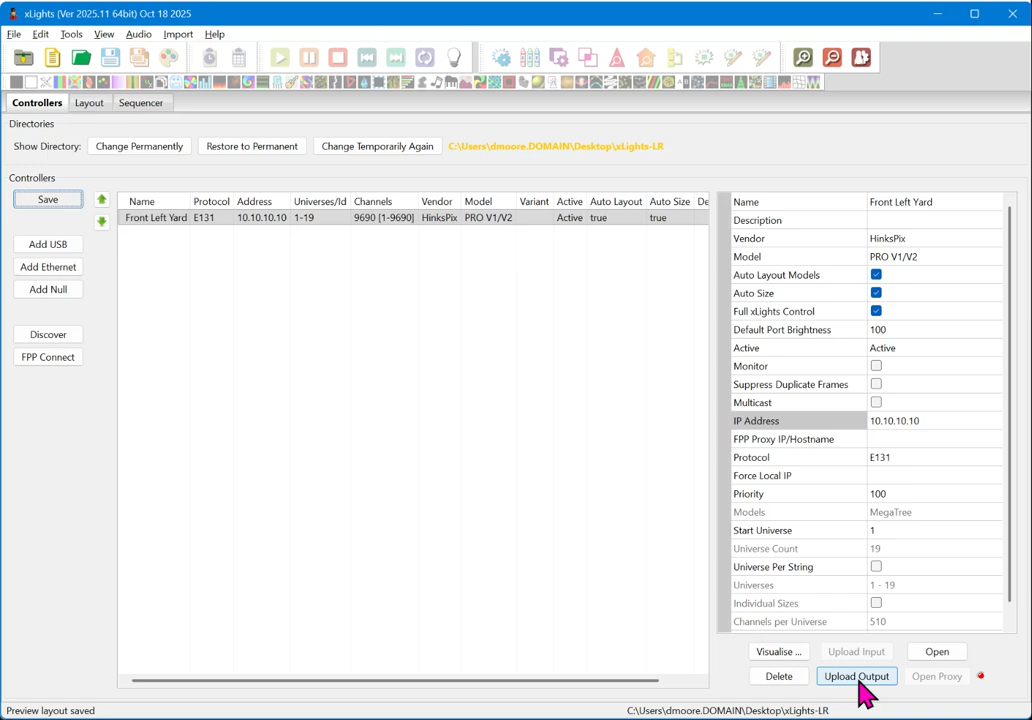 xLights (Ver 2025.11 64bit) Oct 18 2025
File Edit Tools View Audio Import Help
Controllers Layout Sequencer
Directories
Show Directory: Change Permanently Restore to Permanent Change Temporarily Again C:\Users\dmoore.DOMAIN\Desktop\xLights-LR
Controllers
Save
Add USB
Add Ethernet
Add Null
Discover
FPP Connect
Name Protocol Address Universes/Id Channels Vendor Model Variant Active Auto Layout Auto Size De
Front Left Yard E131 10.10.10.10 1-19 9690 [1-9690] HinksPix PRO V1/V2 Active true true
Name Front Left Yard
Description
Vendor HinksPix
Model PRO V1/V2
Auto Layout Models
Auto Size
Full xLights Control
Default Port Brightness 100
Active Active
Monitor
Suppress Duplicate Frames
Multicast
IP Address 10.10.10.10
FPP Proxy IP/Hostname
Protocol E131
Force Local IP
Priority 100
Models MegaTree
Start Universe 1
Universe Count 19
Universe Per String
Universes 1 - 19
Individual Sizes
Channels per Universe 510
Visualise ... Upload Input Open
Delete Upload Output Open Proxy
Preview layout saved C:\Users\dmoore.DOMAIN\Desktop\xLights-LR